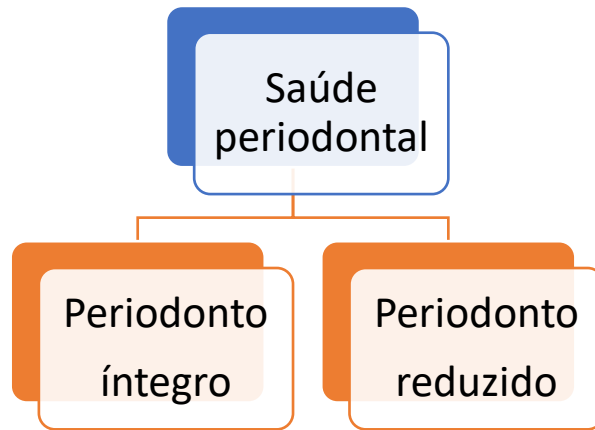 Saúde
periodontal
Periodonto
íntegro
Periodonto
reduzido